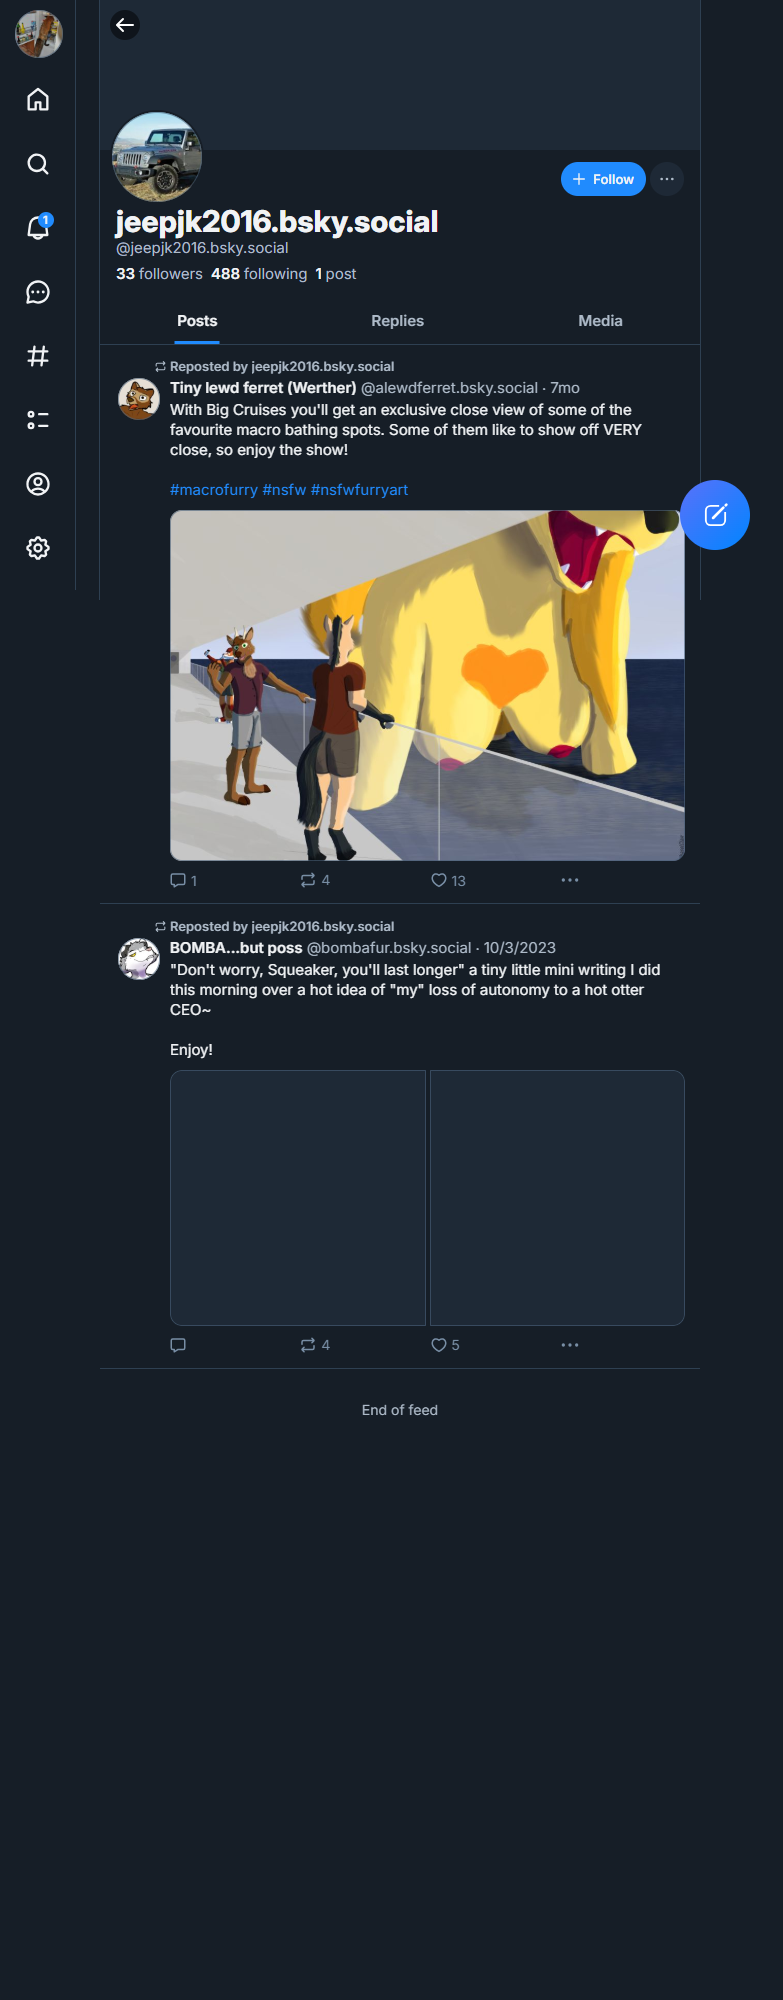 1
+ Follow
jeepjk2016.bsky.social
@jeepjk2016.bsky.social
33 followers 488 following 1 post
Posts Replies Media
Reposted by jeepjk2016.bsky.social
Tiny lewd ferret (Werther) @alewdferret.bsky.social · 7mo
With Big Cruises you'll get an exclusive close view of some of the
favourite macro bathing spots. Some of them like to show off VERY
close, so enjoy the show!
#macrofurry #nsfw #nsfwfurryart
1 4 13
Reposted by jeepjk2016.bsky.social
BOMBA...but poss @bombafur.bsky.social · 10/3/2023
"Don't worry, Squeaker, you'll last longer" a tiny little mini writing I did
this morning over a hot idea of "my" loss of autonomy to a hot otter
CEO~
Enjoy!
4 5
End of feed